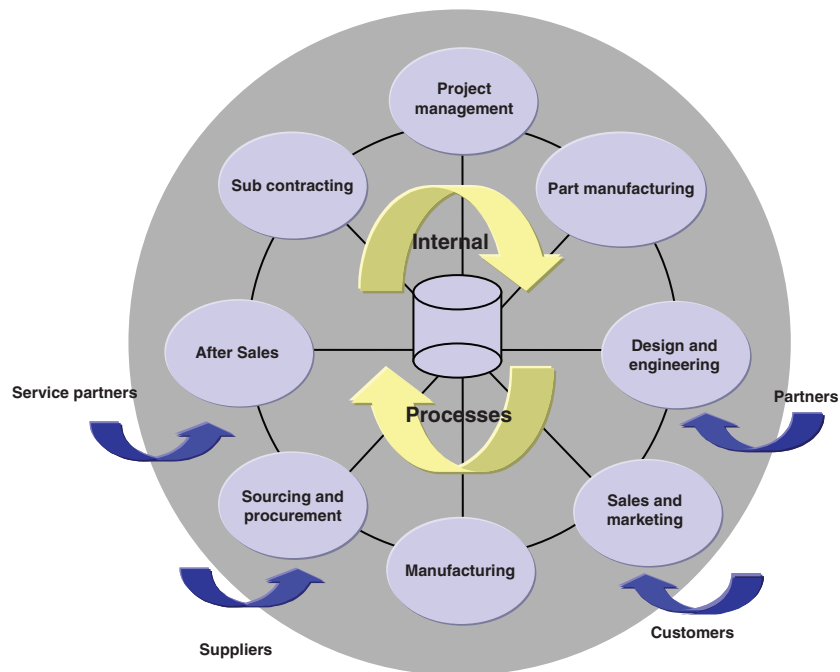 Project
management
Sub contracting
Part manufacturing
Internal
After Sales
Design and
engineering
Service partners
Partners
Processes
Sourcing and
procurement
Sales and
marketing
Manufacturing
Suppliers
Customers